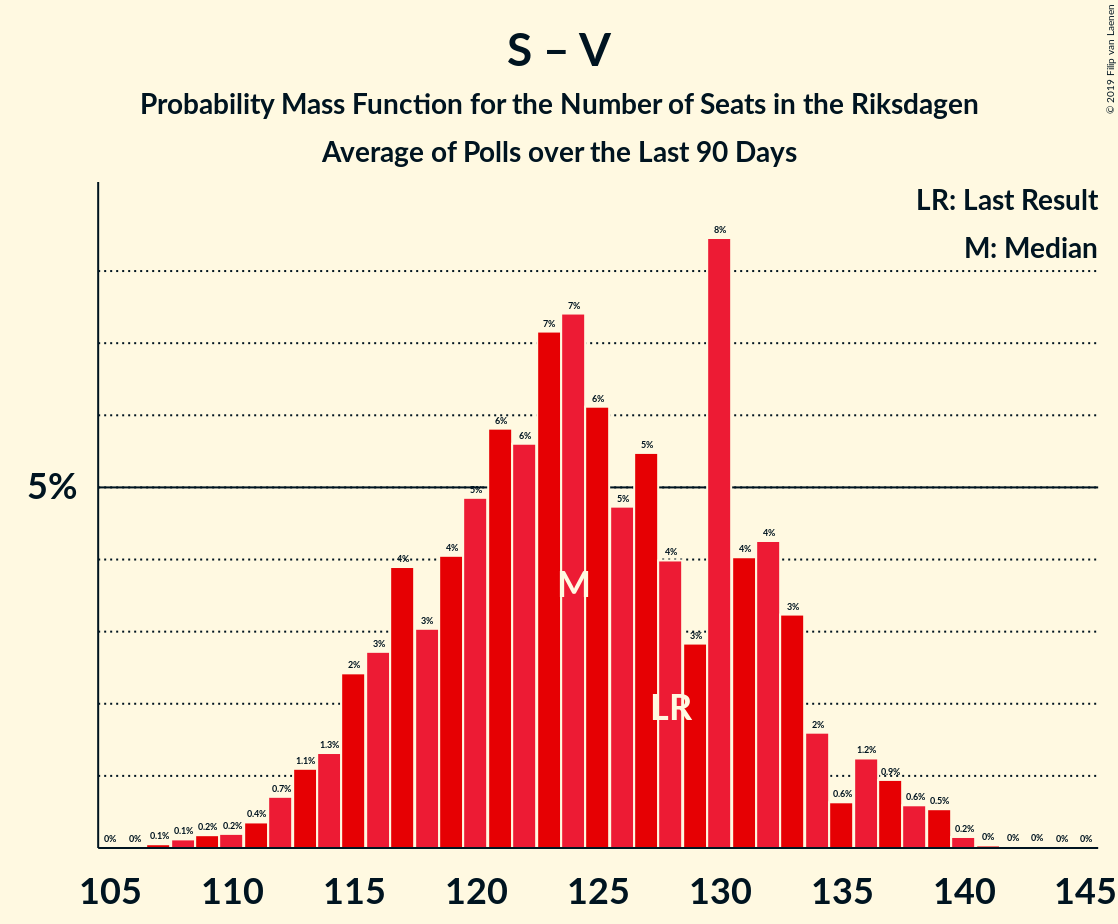 S – V
Probability Mass Function for the Number of Seats in the Riksdagen
Average of Polls over the Last 90 Days
© 2019 Filip van Laenen
LR: Last Result
M: Median
5%
0% 0% 0.1% 0.1% 0.2% 0.2% 0.4% 0.7% 1.1% 1.3% 2% 3% 4% 3% 4% 5% 6% 6% 7% 7% 6% 5% 5% 4% 3% 8% 4% 4% 3% 2% 0.6% 1.2% 0.9% 0.6% 0.5% 0.2% 0% 0% 0% 0% 0%
M
LR
105 110 115 120 125 130 135 140 145